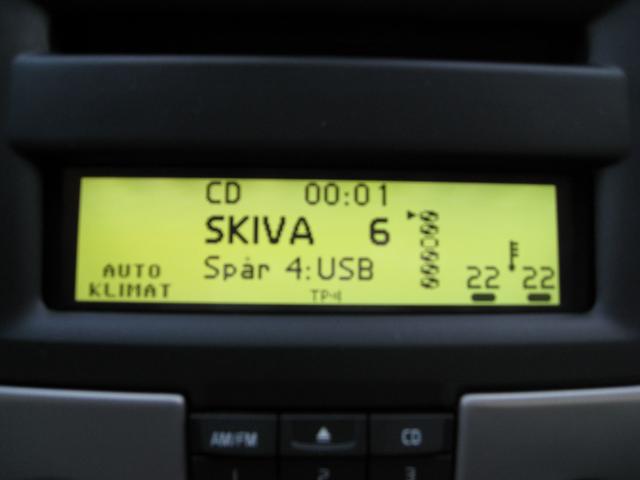 CD 00:01
SKIVA 6
Spår 4:USB
AUTO
KLIMAT
TP
22 22
AM/FM CD
1 2 3